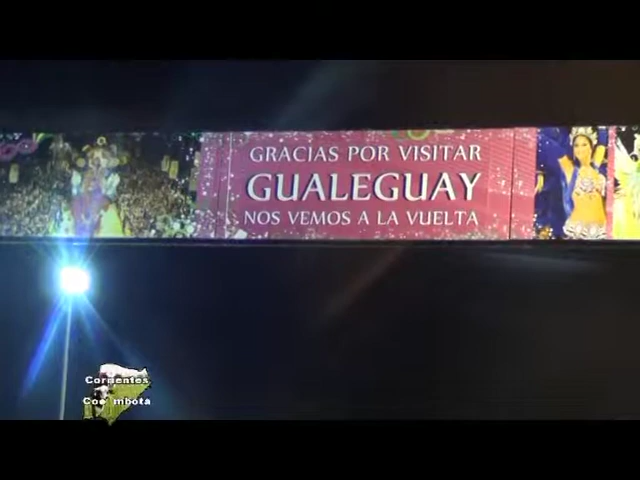 GRACIAS POR VISITAR
GUALEGUAY
NOS VEMOS A LA VUELTA
Corrientes